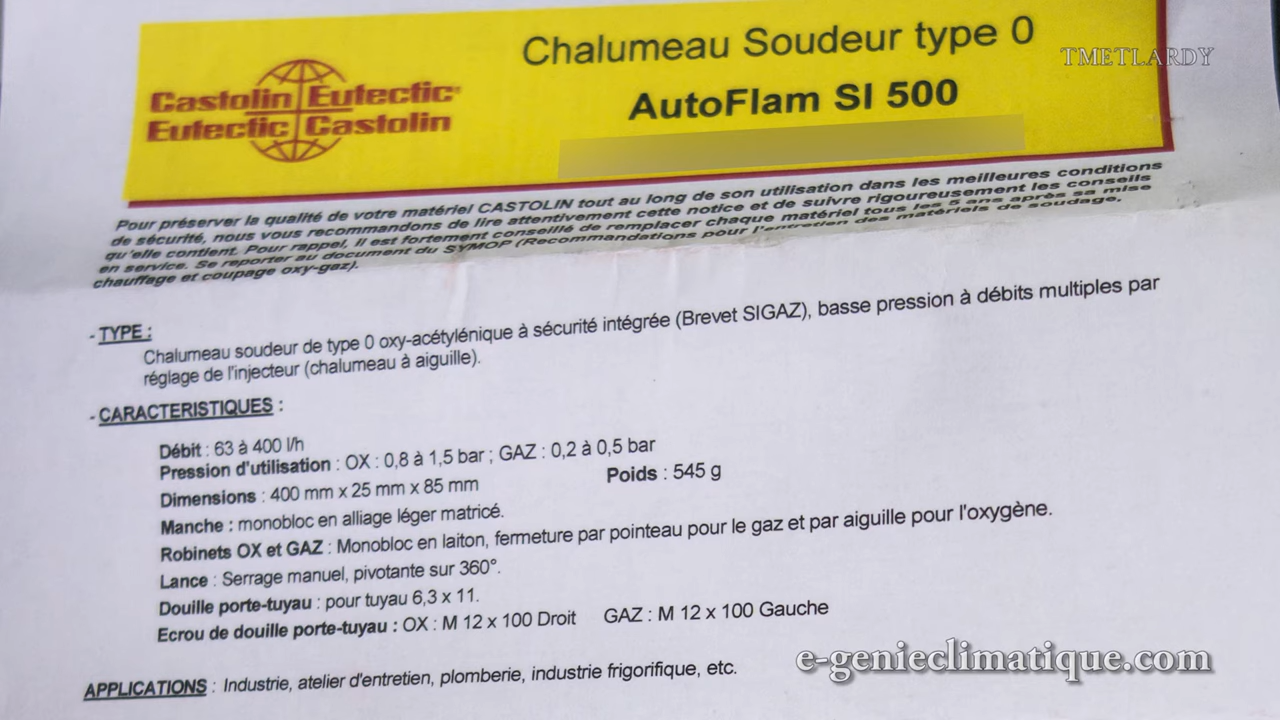 Chalumeau Soudeur type 0
TMETLARDY
Castolin Eutectic®
Eutectic Castolin
AutoFlam SI 500
Pour préserver la qualité de votre matériel CASTOLIN tout au long de son utilisation dans les meilleures conditions
de sécurité, nous vous recommandons de lire attentivement cette notice et de suivre rigoureusement les conseils
qu'elle contient. Pour rappel, il est fortement conseillé de remplacer chaque matériel tous les 5 ans après sa mise
en service. Se reporter au document du SYMOP (Recommandations pour l'entretien des matériels de soudage,
chauffage et coupage oxy-gaz).
- TYPE :
Chalumeau soudeur de type 0 oxy-acétylénique à sécurité intégrée (Brevet SIGAZ), basse pression à débits multiples par
réglage de l'injecteur (chalumeau à aiguille).
- CARACTERISTIQUES :
Débit : 63 à 400 l/h
Pression d'utilisation : OX : 0,8 à 1,5 bar ; GAZ : 0,2 à 0,5 bar
Dimensions : 400 mm x 25 mm x 85 mm Poids : 545 g
Manche : monobloc en alliage léger matricé.
Robinets OX et GAZ : Monobloc en laiton, fermeture par pointeau pour le gaz et par aiguille pour l'oxygène.
Lance : Serrage manuel, pivotante sur 360°.
Douille porte-tuyau : pour tuyau 6,3 x 11.
Ecrou de douille porte-tuyau : OX : M 12 x 100 Droit GAZ : M 12 x 100 Gauche
e-genieclimatique.com
APPLICATIONS : Industrie, atelier d'entretien, plomberie, industrie frigorifique, etc.